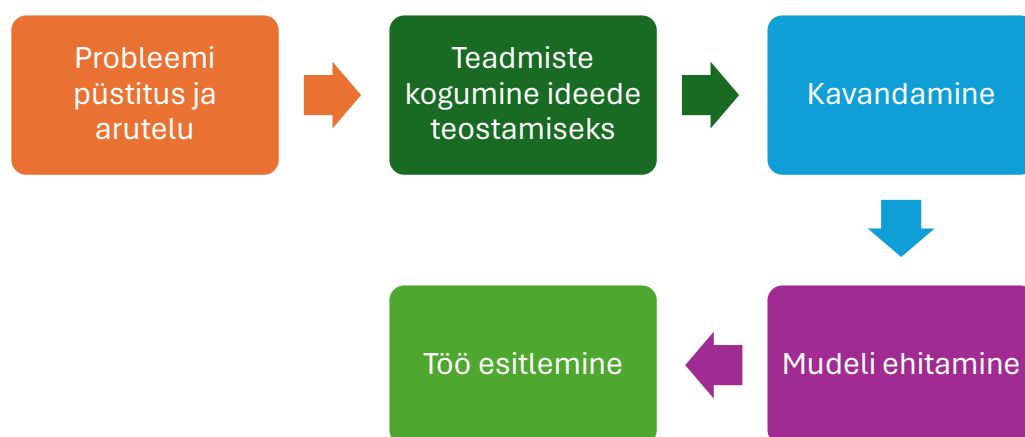 Probleemi
püstitus ja
arutelu
Teadmiste
kogumine ideede
teostamiseks
Kavandamine
Mudeli ehitamine
Töö esitlemine